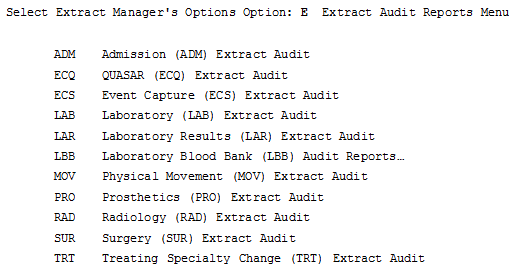 Select Extract Manager's Options Option: E  Extract Audit Reports Menu
ADM  Admission (ADM) Extract Audit
ECQ  QUASAR (ECQ) Extract Audit
ECS  Event Capture (ECS) Extract Audit
LAB  Laboratory (LAB) Extract Audit
LAR  Laboratory Results (LAR) Extract Audit
LBB  Laboratory Blood Bank (LBB) Audit Reports…
MOV  Physical Movement (MOV) Extract Audit
PRO  Prosthetics (PRO) Extract Audit
RAD  Radiology (RAD) Extract Audit
SUR  Surgery (SUR) Extract Audit
TRT  Treating Specialty Change (TRT) Extract Audit